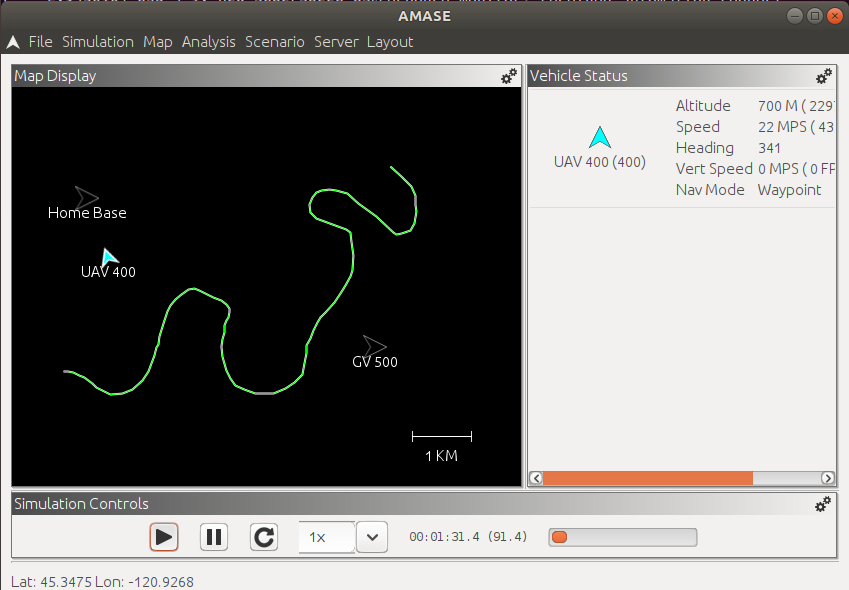 AMASE
File Simulation Map Analysis Scenario Server Layout
Map Display
Home Base
UAV 400
GV 500
1 KM
Vehicle Status
UAV 400 (400)
Altitude 700 M ( 229
Speed 22 MPS ( 43
Heading 341
Vert Speed 0 MPS ( 0 FP
Nav Mode Waypoint
Simulation Controls
1x
00:01:31.4 (91.4)
Lat: 45.3475 Lon: -120.9268